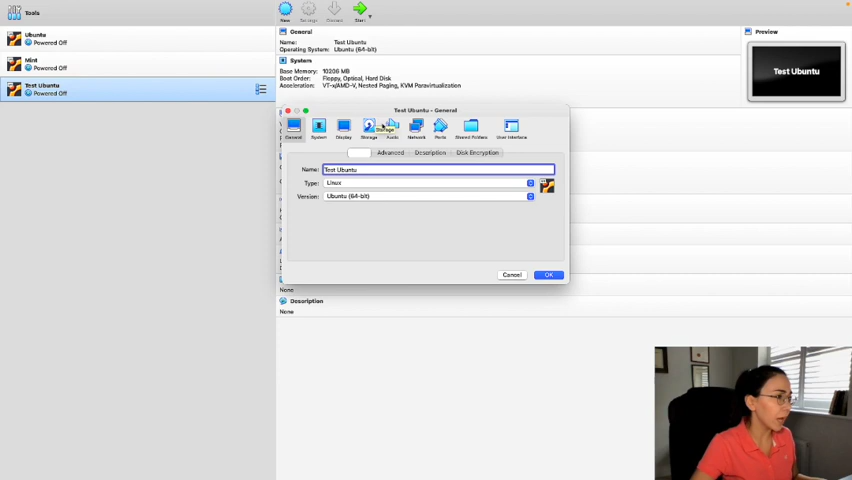 Tools
New
Settings
Discard
Start
Ubuntu
Powered Off
Mint
Powered Off
Test Ubuntu
Powered Off
General
Name: Test Ubuntu
Operating System: Ubuntu (64-bit)
System
Base Memory: 10206 MB
Boot Order: Floppy, Optical, Hard Disk
Acceleration: VT-x/AMD-V, Nested Paging, KVM Paravirtualization
Preview
Test Ubuntu
Test Ubuntu - General
General
System
Display
Storage
Audio
Network
Ports
Shared Folders
User Interface
Storage
Advanced
Description
Disk Encryption
Name: Test Ubuntu
Type: Linux
Version: Ubuntu (64-bit)
Cancel
OK
None
Description
None